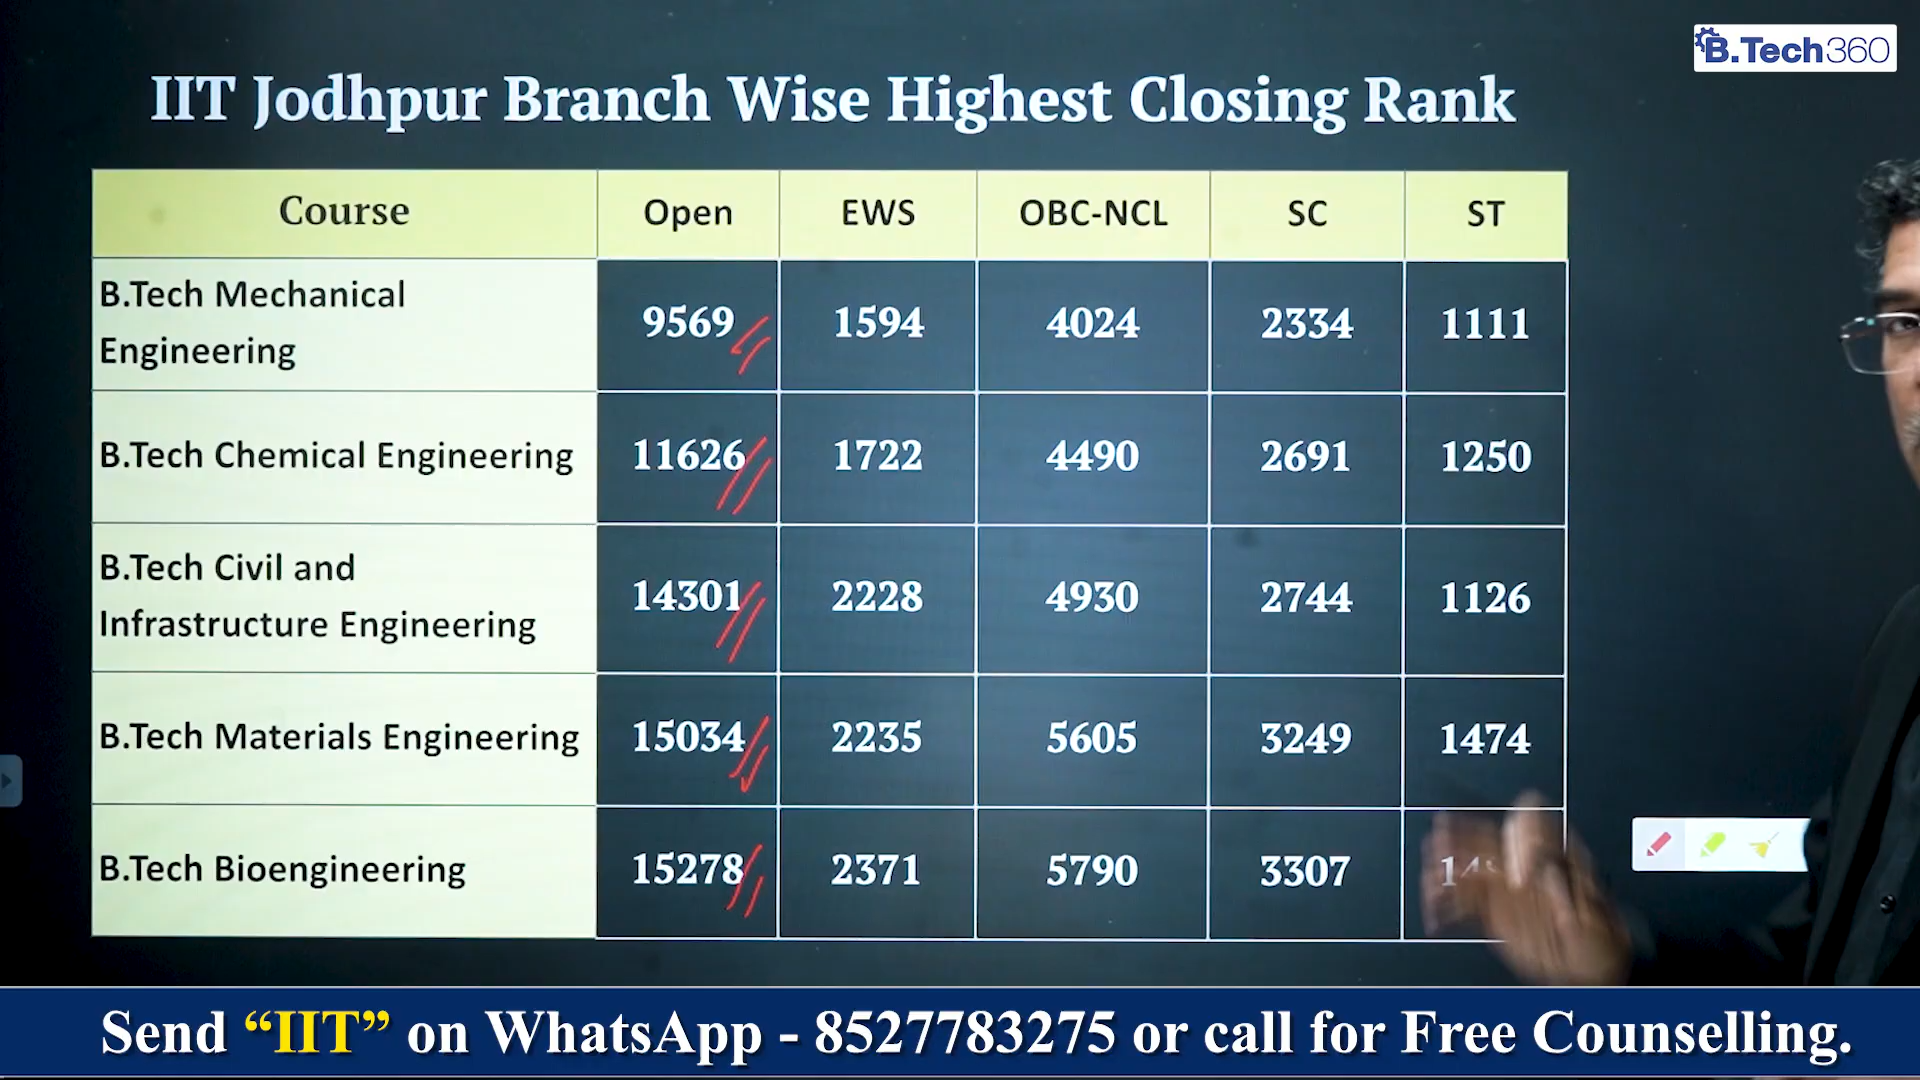 B.Tech360
IIT Jodhpur Branch Wise Highest Closing Rank
Course Open EWS OBC-NCL SC ST
B.Tech Mechanical
Engineering
9569 1594 4024 2334 1111
B.Tech Chemical Engineering 11626 1722 4490 2691 1250
B.Tech Civil and
Infrastructure Engineering
14301 2228 4930 2744 1126
B.Tech Materials Engineering 15034 2235 5605 3249 1474
B.Tech Bioengineering 15278 2371 5790 3307
Send “IIT” on WhatsApp - 8527783275 or call for Free Counselling.